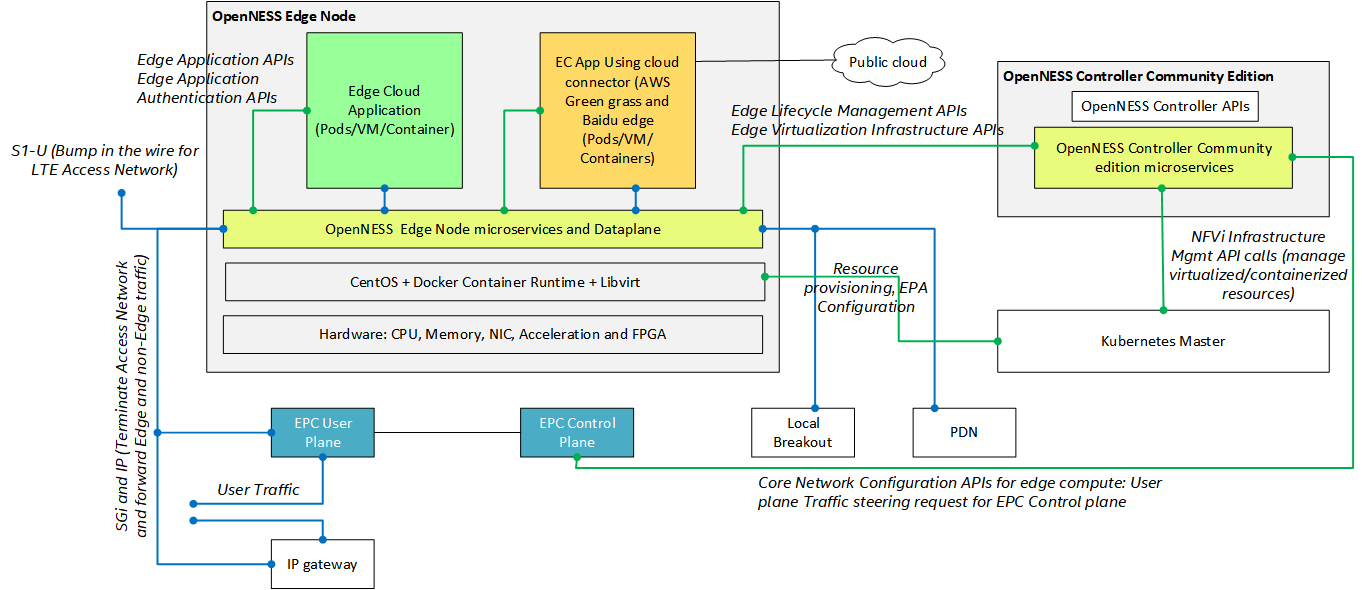 OpenNESS Edge Node
Edge Application APIs
Edge Application
Authentication APIs
Edge Cloud
Application
(Pods/VM/Container)
EC App Using cloud
connector (AWS
Green grass and
Baidu edge
(Pods/VM/
Containers)
Public cloud
OpenNESS Controller Community Edition
OpenNESS Controller APIs
OpenNESS Controller Community
edition microservices
Edge Lifecycle Management APIs
Edge Virtualization Infrastructure APIs
S1-U (Bump in the wire for
LTE Access Network)
OpenNESS  Edge Node microservices and Dataplane
CentOS + Docker Container Runtime + Libvirt
Hardware: CPU, Memory, NIC, Acceleration and FPGA
Resource
provisioning, EPA
Configuration
NFVi Infrastructure
Mgmt API calls (manage
virtualized/containerized
resources)
Kubernetes Master
SGi and IP (Terminate Access Network
and forward Edge and non-Edge traffic)
EPC User
Plane
EPC Control
Plane
Local
Breakout
PDN
User Traffic
Core Network Configuration APIs for edge compute: User
plane Traffic steering request for EPC Control plane
IP gateway